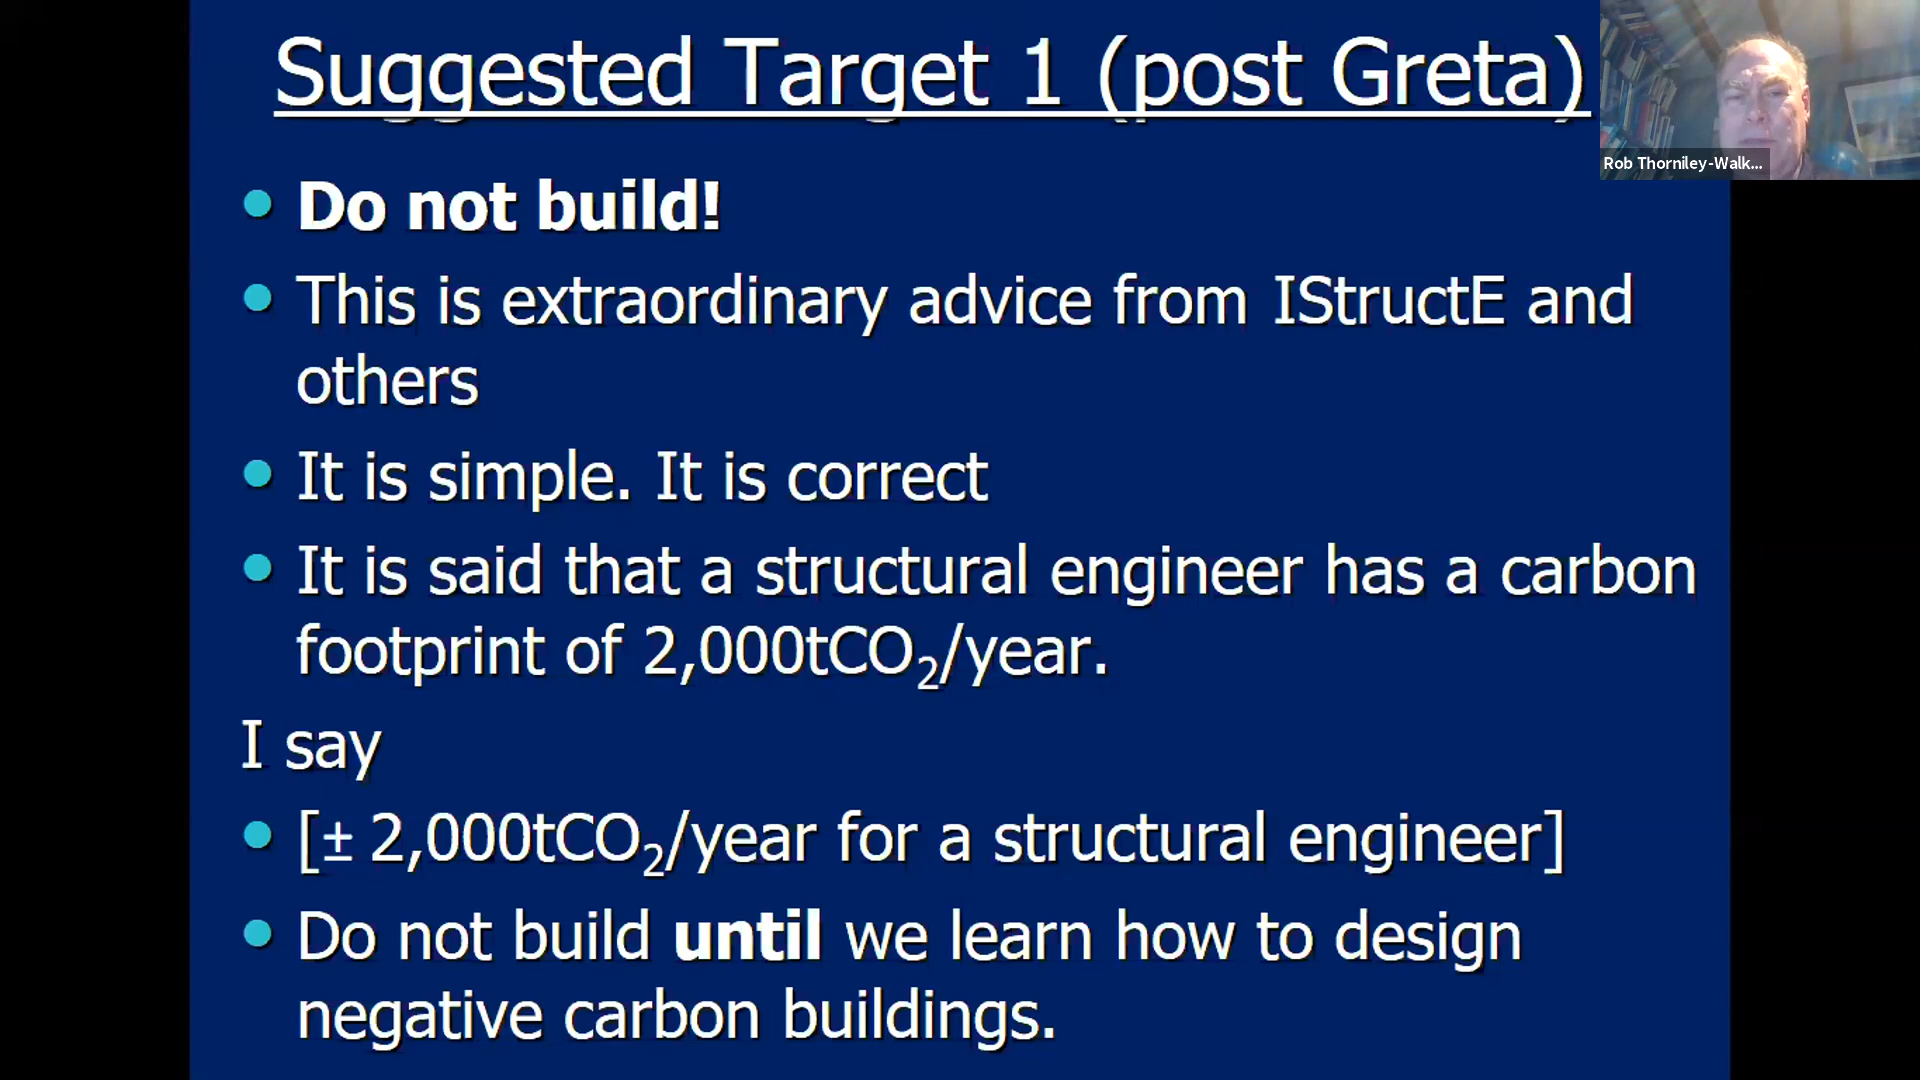 Suggested Target 1 (post Greta)
Rob Thorniley-Walk...
• Do not build!
• This is extraordinary advice from IStructE and
others
• It is simple. It is correct
• It is said that a structural engineer has a carbon
footprint of 2,000tCO₂/year.
I say
• [± 2,000tCO₂/year for a structural engineer]
• Do not build until we learn how to design
negative carbon buildings.